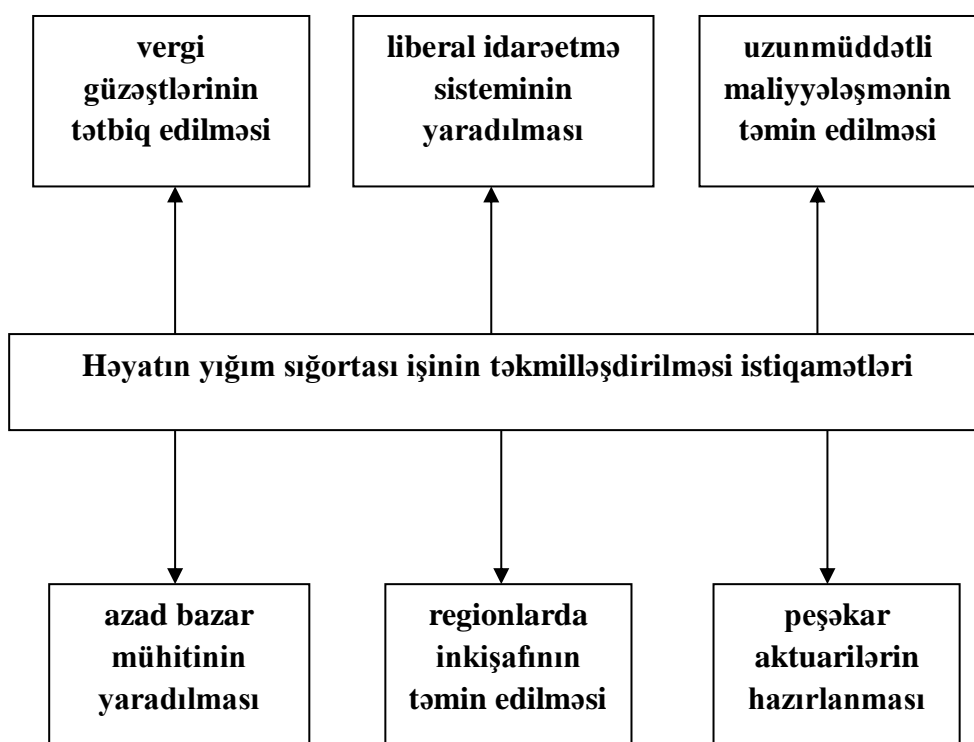 vergi
güzəştlərinin
tətbiq edilməsi
liberal idarəetmə
sisteminin
yaradılması
uzunmüddətli
maliyyələşmənin
təmin edilməsi
Həyatın yığım sığortası işinin təkmilləşdirilməsi istiqamətləri
azad bazar
mühitinin
yaradılması
regionlarda
inkişafının
təmin edilməsi
peşəkar
aktuarilərin
hazırlanması